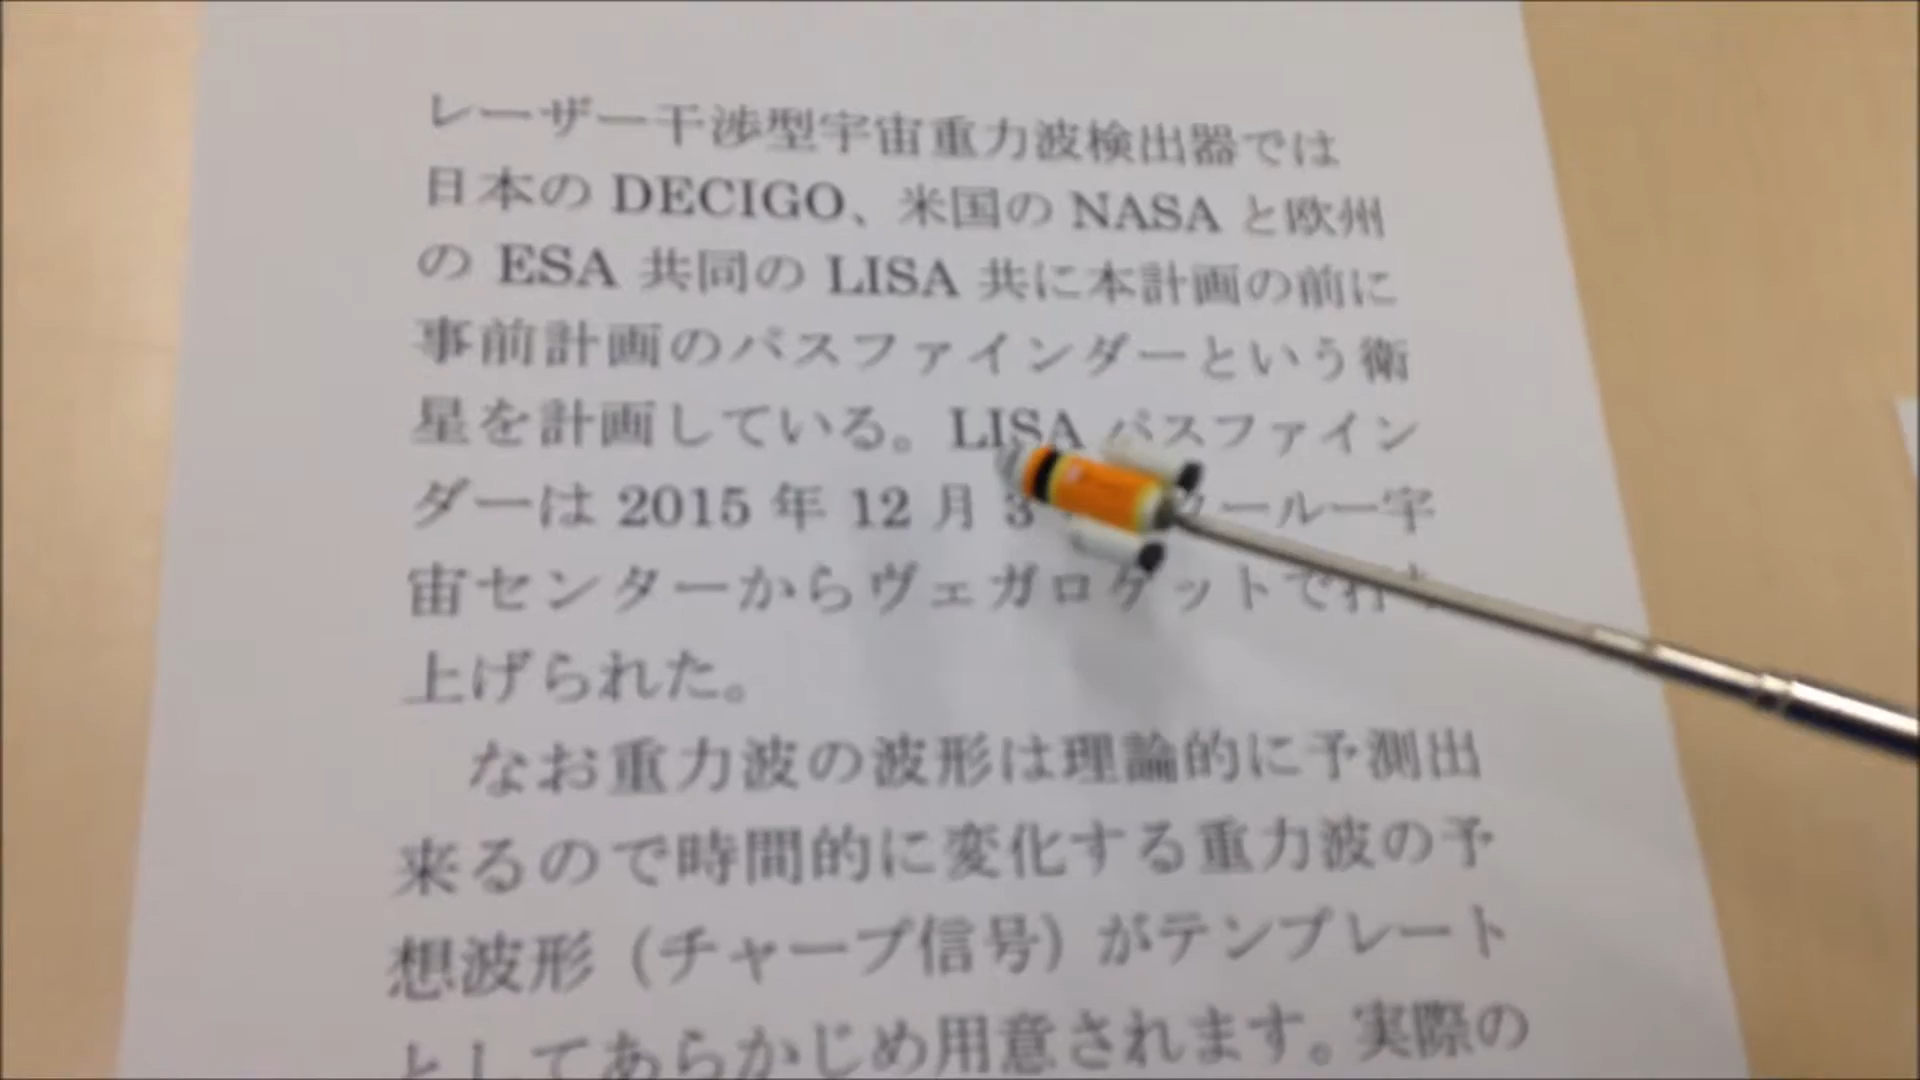 レーザー干渉型宇宙重力波検出器では
日本の DECIGO、米国の NASA と欧州
の ESA 共同の LISA 共に本計画の前に
事前計画のパスファインダーという衛
星を計画している。LISA パスファイン
ダーは 2015 年 12 月 3 クールー宇
宙センターからヴェガロケットで打
上げられた。
なお重力波の波形は理論的に予測出
来るので時間的に変化する重力波の予
想波形（チャープ信号）がテンプレート
としてあらかじめ用意されます。実際の